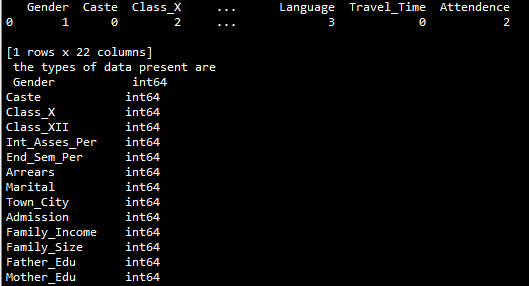 Gender Caste Class_X ... Language Travel_Time Attendence
0 1 0 2 ... 3 0 2
[1 rows x 22 columns]
the types of data present are
Gender int64
Caste int64
Class_X int64
Class_XII int64
Int_Asses_Per int64
End_Sem_Per int64
Arrears int64
Marital int64
Town_City int64
Admission int64
Family_Income int64
Family_Size int64
Father_Edu int64
Mother_Edu int64